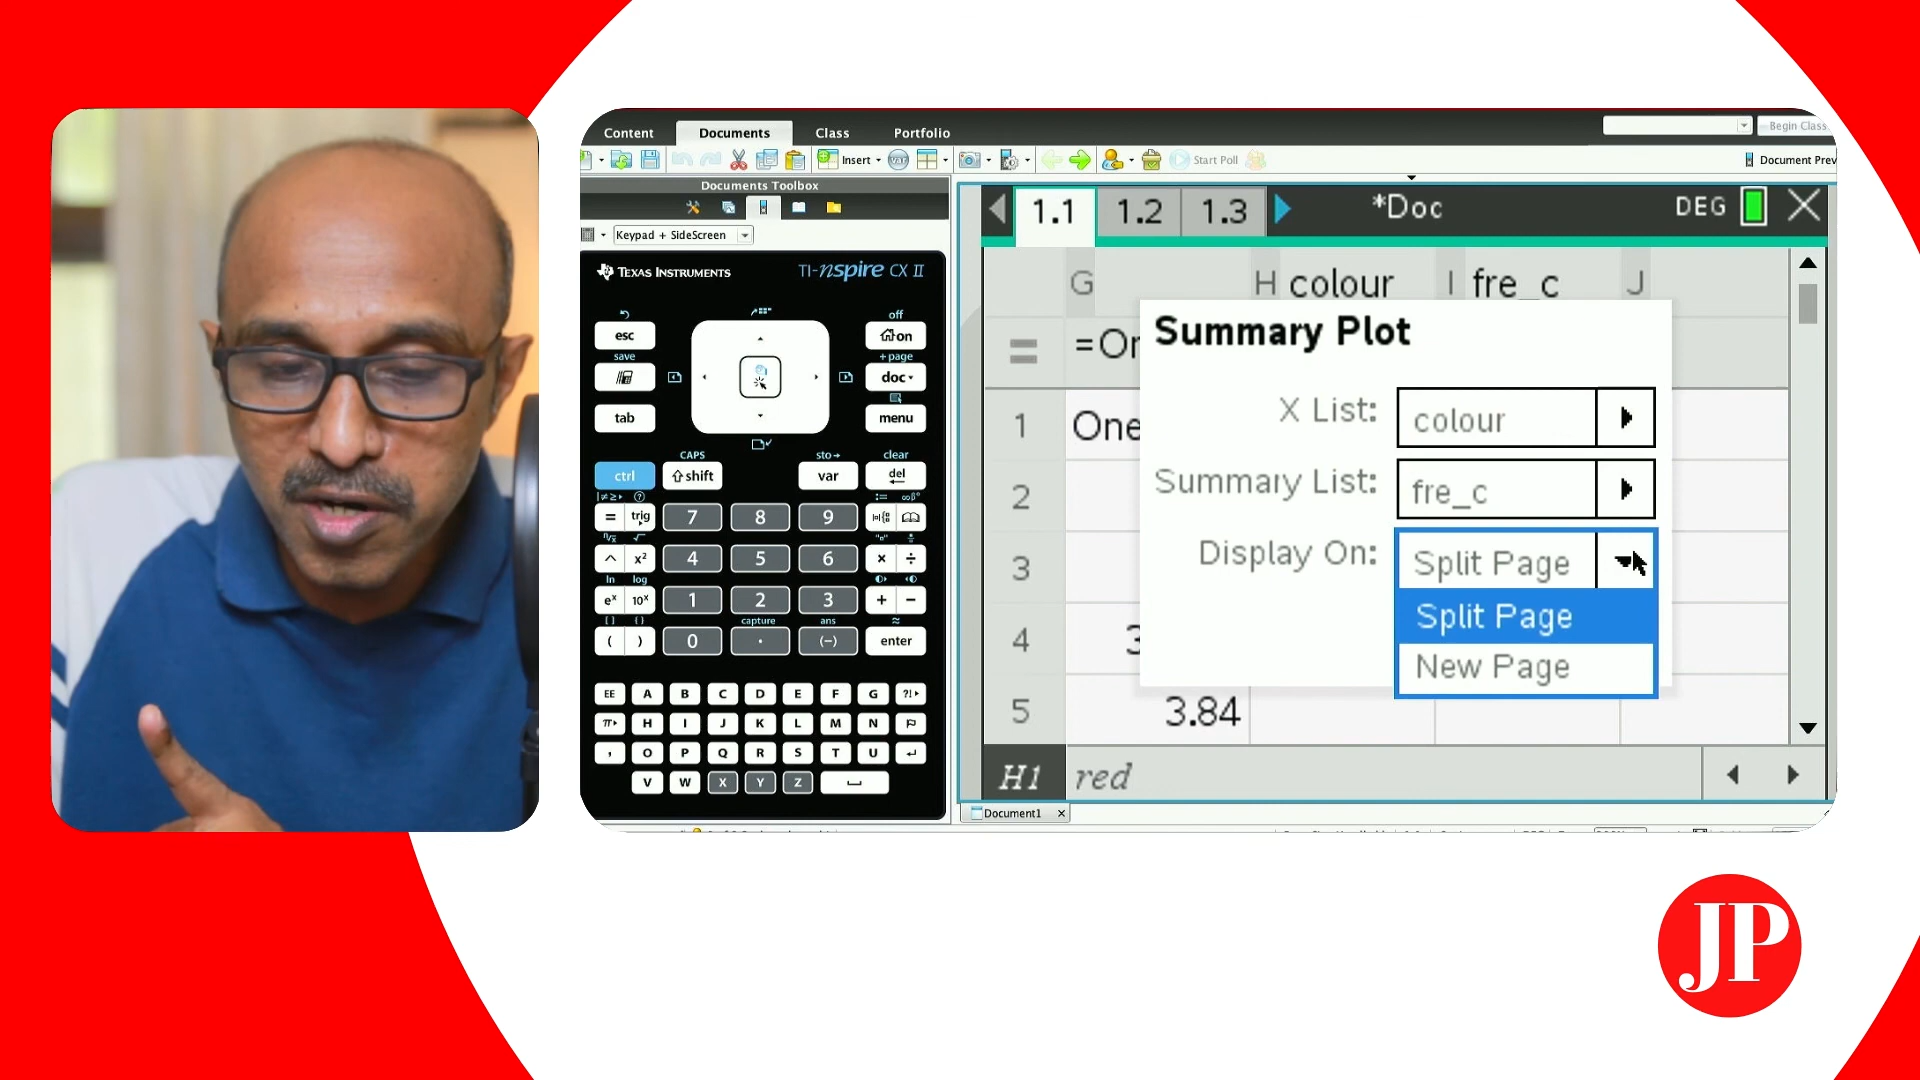 Content Documents Class Portfolio
Begin Class
Insert
Start Poll
Document Prev
Documents Toolbox
Keypad + SideScreen
TEXAS INSTRUMENTS TI-nspire CX II
esc
save
tab
off
on
+ page
doc
menu
CAPS sto→ clear
ctrl shift var del
= trig 7 8 9
^ x² 4 5 6 × ÷
ln log
eˣ 10ˣ 1 2 3 + −
capture ans
( ) 0 . (−) enter
EE A B C D E F G ?!
π H I J K L M N
, O P Q R S T U
V W X Y Z
1.1 1.2 1.3 *Doc DEG
G H colour I fre_c J
= =Or
1 One
2
3
4 3
5 3.84
H1 red
Summary Plot
X List: colour
Summary List: fre_c
Display On: Split Page
Split Page
New Page
Document1
JP